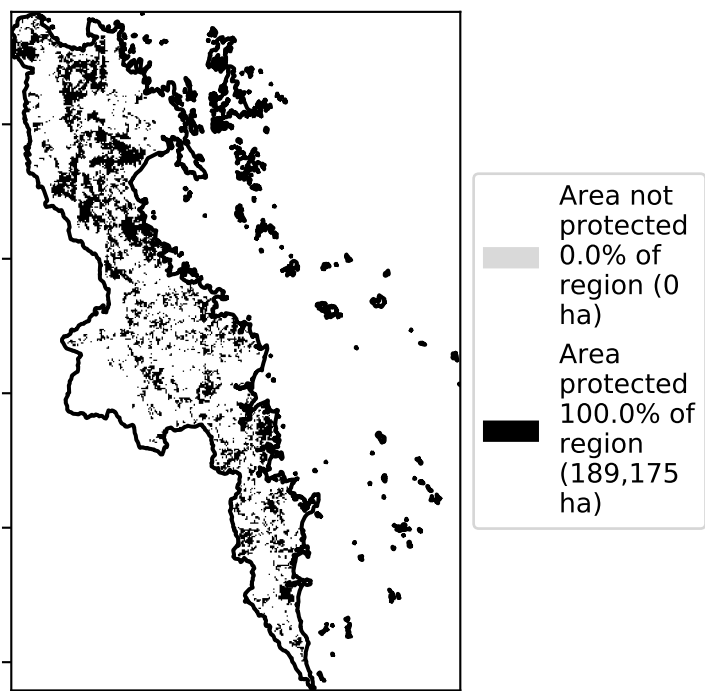 Area not
protected
0.0% of
region (0
ha)
Area
protected
100.0% of
region
(189,175
ha)